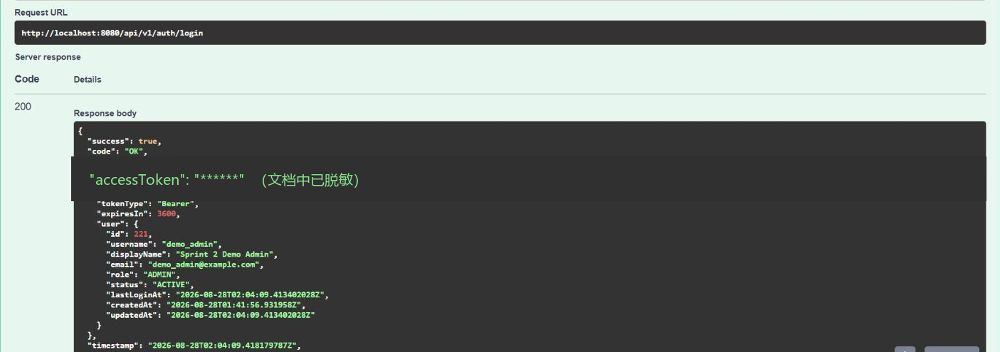 Request URL
http://localhost:8080/api/v1/auth/login
Server response
Code Details
200
Response body
{
"success": true,
"code": "OK",
"accessToken": "******" (文档中已脱敏)
"tokenType": "Bearer",
"expiresIn": 3600,
"user": {
"id": 221,
"username": "demo_admin",
"displayName": "Sprint 2 Demo Admin",
"email": "demo_admin@example.com",
"role": "ADMIN",
"status": "ACTIVE",
"lastLoginAt": "2026-08-28T02:04:09.413402028Z",
"createdAt": "2026-08-28T01:41:56.931958Z",
"updatedAt": "2026-08-28T02:04:09.413402028Z"
}
},
"timestamp": "2026-08-28T02:04:09.418179787Z",